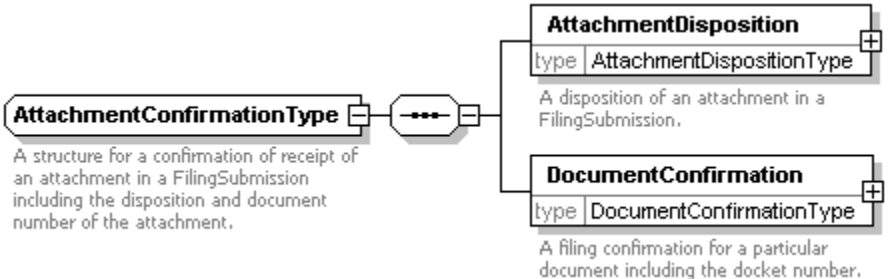 AttachmentDisposition
type AttachmentDispositionType
A disposition of an attachment in a
FilingSubmission.
AttachmentConfirmationType
A structure for a confirmation of receipt of
an attachment in a FilingSubmission
including the disposition and document
number of the attachment.
DocumentConfirmation
type DocumentConfirmationType
A filing confirmation for a particular
document including the docket number.